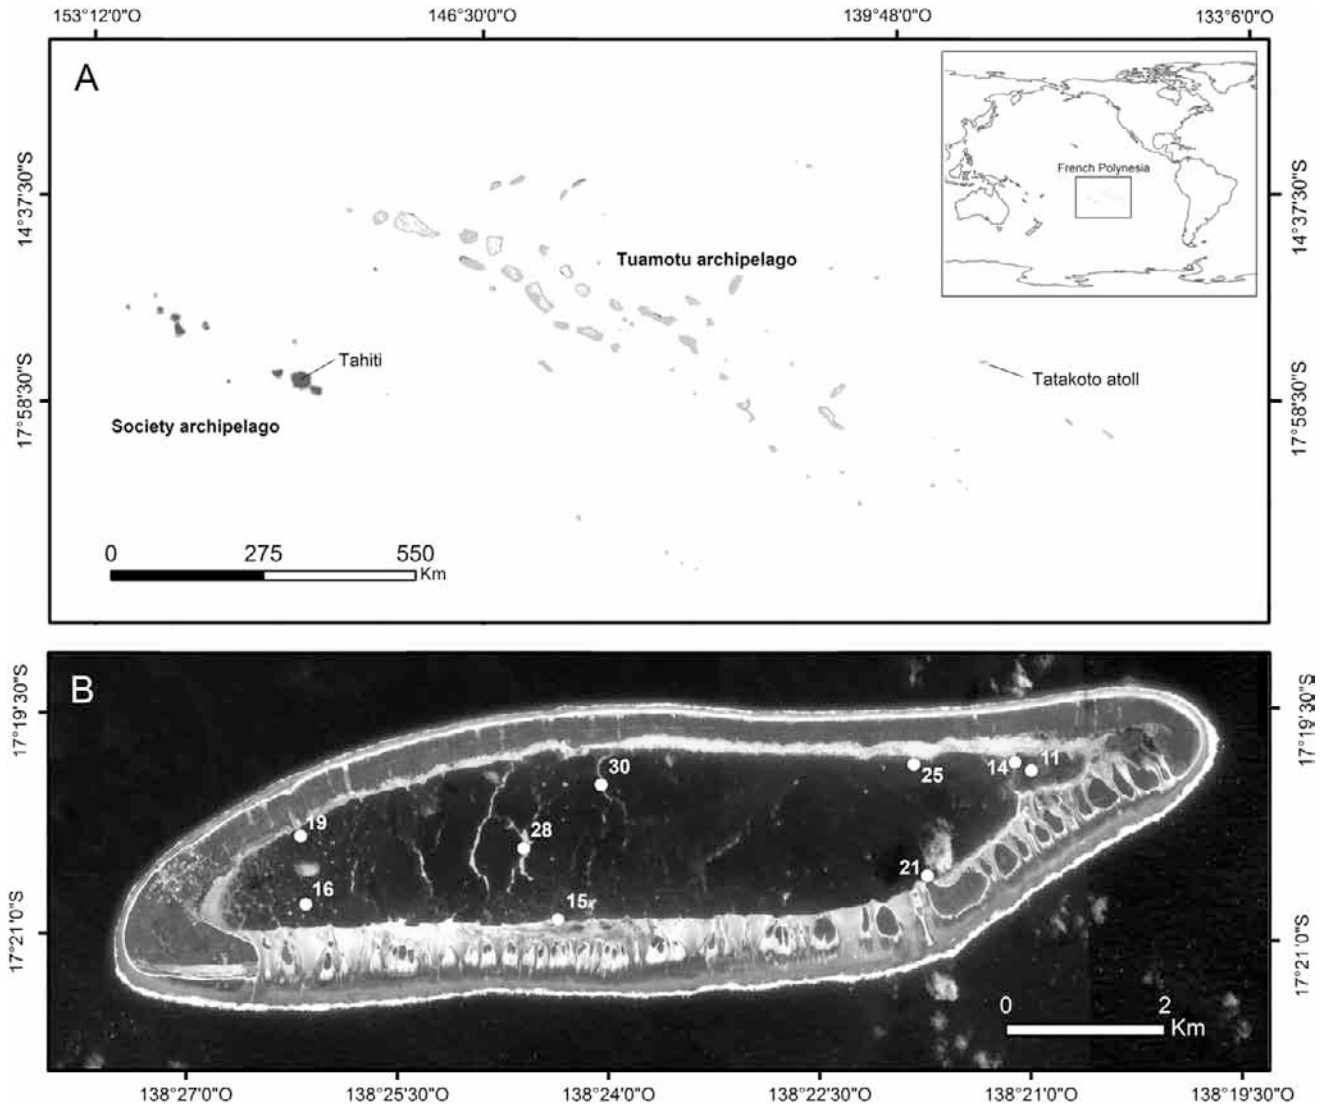 153°12'0"O 146°30'0"O 139°48'0"O 133°6'0"O
A
French Polynesia
14°37'30"S
14°37'30"S
Tuamotu archipelago
Tahiti
Tatakoto atoll
17°58'30"S
17°58'30"S
Society archipelago
0 275 550
Km
B
17°19'30"S
17°19'30"S
30
25
14
11
19
28
21
16
15
17°21'0"S
17°21'0"S
0 2
Km
138°27'0"O 138°25'30"O 138°24'0"O 138°22'30"O 138°21'0"O 138°19'30"O